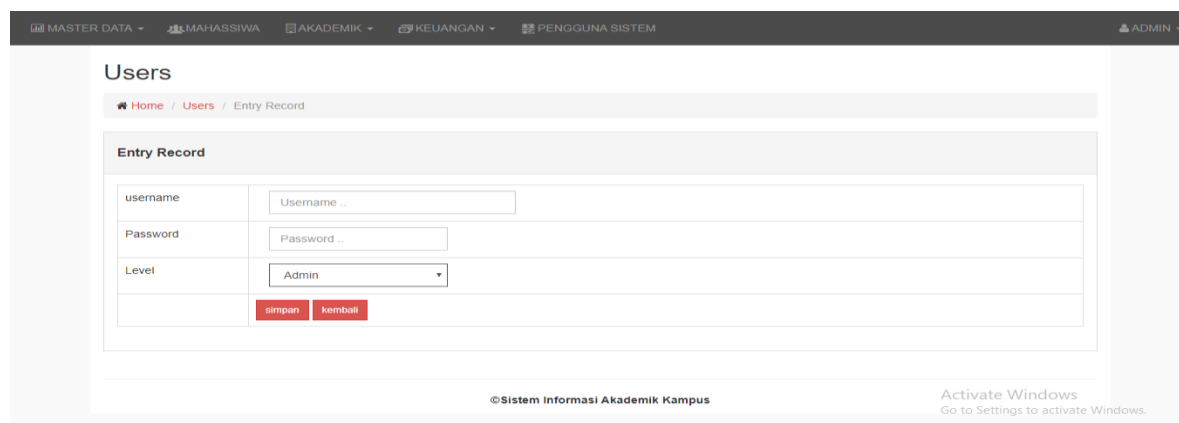 MASTER DATA MAHASSIWA AKADEMIK KEUANGAN PENGGUNA SISTEM ADMIN
Users
Home / Users / Entry Record
Entry Record
username Username ..
Password Password ..
Level Admin
simpan kembali
©Sistem Informasi Akademik Kampus
Activate Windows
Go to Settings to activate Windows.